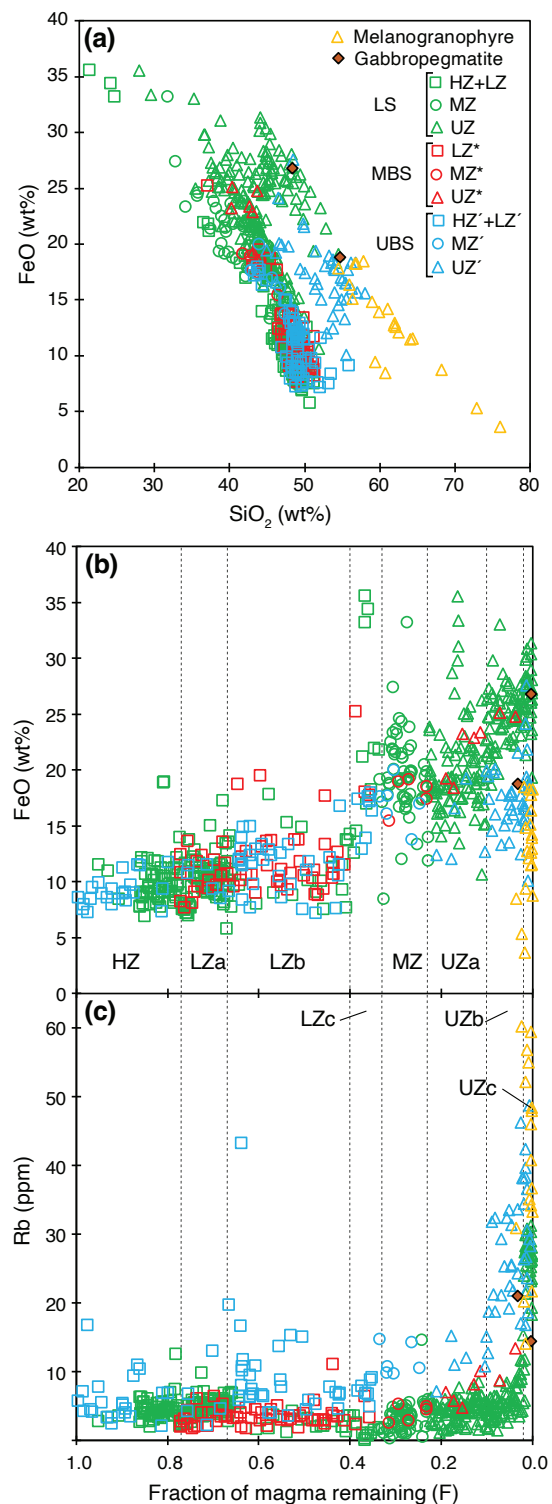 (a)
Melanogranophyre
Gabbropegmatite
LS
HZ+LZ
MZ
UZ
MBS
LZ*
MZ*
UZ*
UBS
HZ´+LZ´
MZ´
UZ´
40
35
30
25
20
15
10
5
0
FeO (wt%)
20 30 40 50 60 70 80
SiO2 (wt%)
(b)
40
35
30
25
20
15
10
5
0
FeO (wt%)
HZ LZa LZb MZ UZa
(c)
LZc UZb
UZc
60
50
40
30
20
10
Rb (ppm)
1.0 0.8 0.6 0.4 0.2 0.0
Fraction of magma remaining (F)